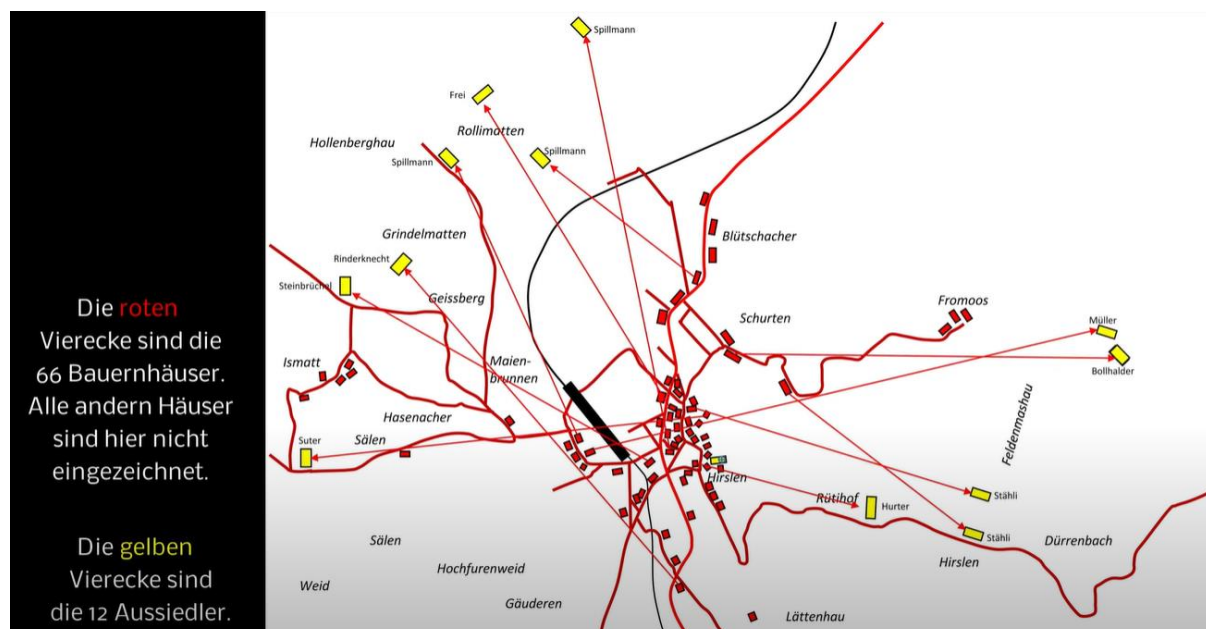 Die roten
Vierecke sind die
66 Bauernhäuser.
Alle andern Häuser
sind hier nicht
eingezeichnet.
Die gelben
Vierecke sind
die 12 Aussiedler.
Spillmann
Frei
Rollimatten
Hollenberghau
Spillmann
Spillmann
Grindelmatten
Blütschacher
Rinderknecht
Steinbrüchel
Geissberg
Fromoos
Schurten
Müller
Ismatt
Maien-
brunnen
Bollhalder
Hasenacher
Feldenmashau
Suter
Sälen
Hirslen
Rütihof
Stähli
Hurter
Stähli
Sälen
Dürrenbach
Hirslen
Hochfurenweid
Weid
Gäuderen
Lättenhau